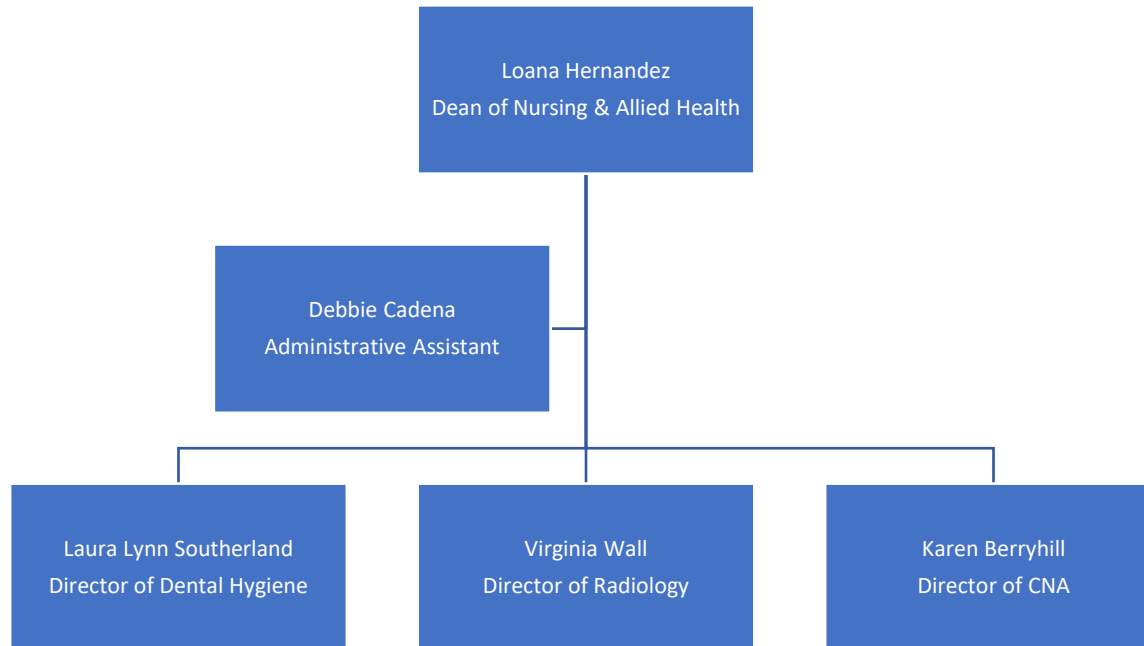 Loana Hernandez
Dean of Nursing & Allied Health
Debbie Cadena
Administrative Assistant
Laura Lynn Southerland
Director of Dental Hygiene
Virginia Wall
Director of Radiology
Karen Berryhill
Director of CNA